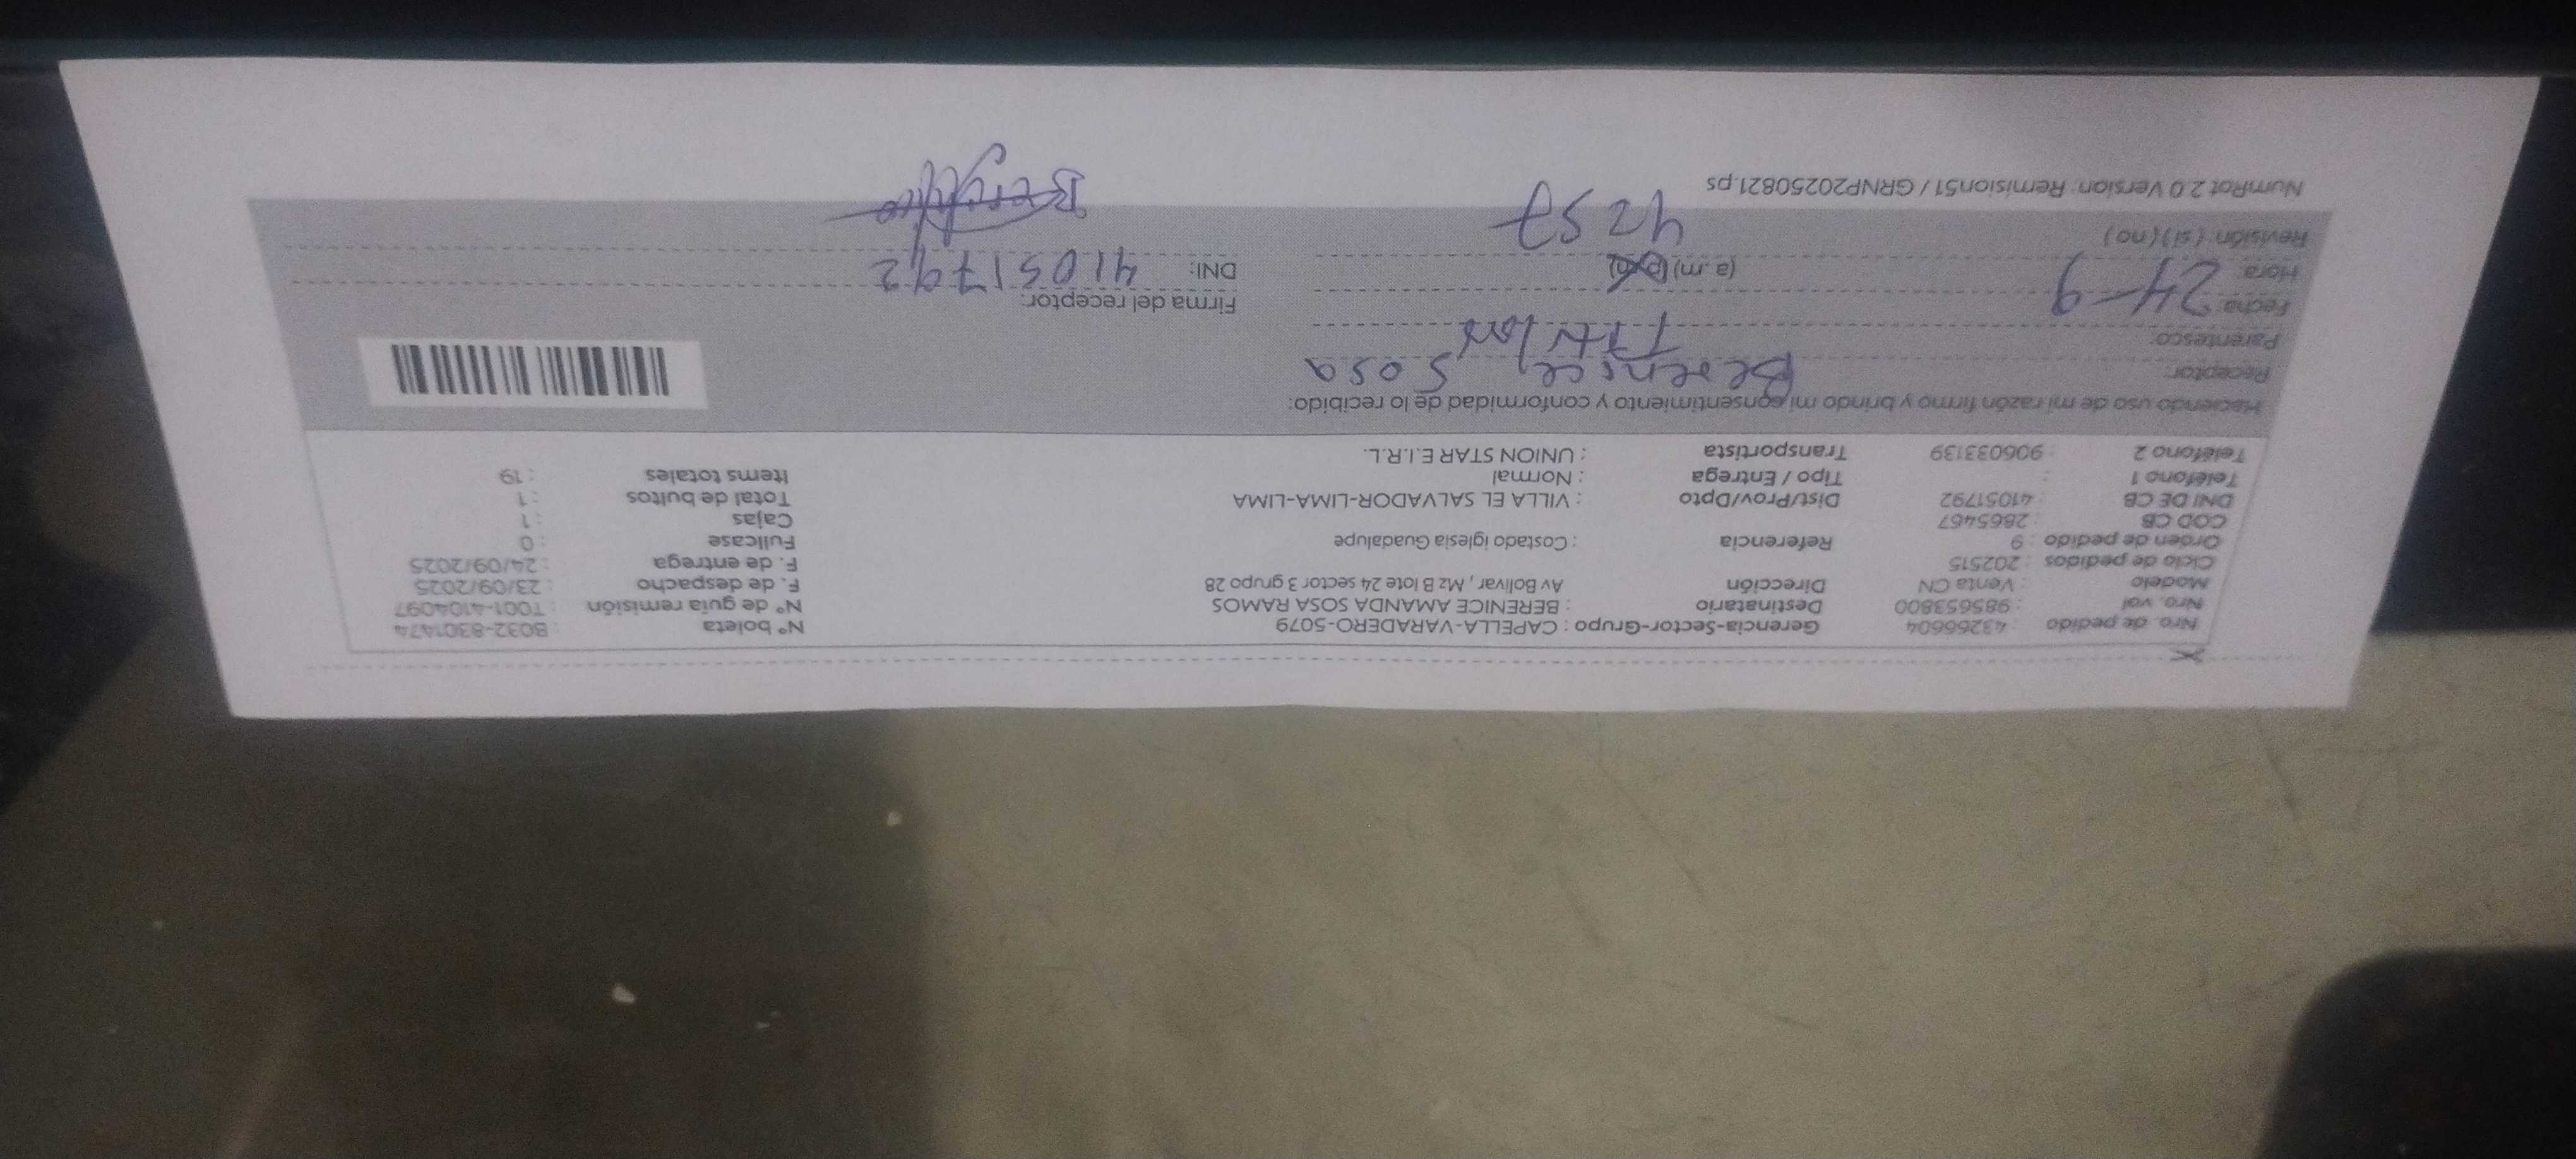 Nro. de pedido : 43266604 Gerencia-Sector-Grupo : CAPELLA-VARADERO-5079 N° boleta : B032-8301474
Nro. vol : 985653800 Destinatario : BERENICE AMANDA SOSA RAMOS N° de guía remisión : T001-4104097
Modelo : Venta CN Dirección Av Bolivar , Mz B lote 24 sector 3 grupo 28 F. de despacho : 23/09/2025
Ciclo de pedidos : 202515 F. de entrega : 24/09/2025
Orden de pedido : 9 Referencia : Costado iglesia Guadalupe Fullcase : 0
COD CB : 2865467 Cajas : 1
DNI DE CB : 41051792 Dist/Prov/Dpto : VILLA EL SALVADOR-LIMA-LIMA Total de bultos : 1
Teléfono 1 : Tipo / Entrega : Normal Items totales : 19
Teléfono 2 : 906033139 Transportista : UNION STAR E.I.R.L.
Haciendo uso de mi razón firmo y brindo mi consentimiento y conformidad de lo recibido:
Receptor: Berenice Sosa
Parentesco: Titular
Fecha: 24-9 Firma del receptor:
Hora: (a.m) (p.m) DNI: 41051792
Revisión: (si) (no) 4257
NumRot 2.0 Version: Remision51 / GRNP20250821.ps